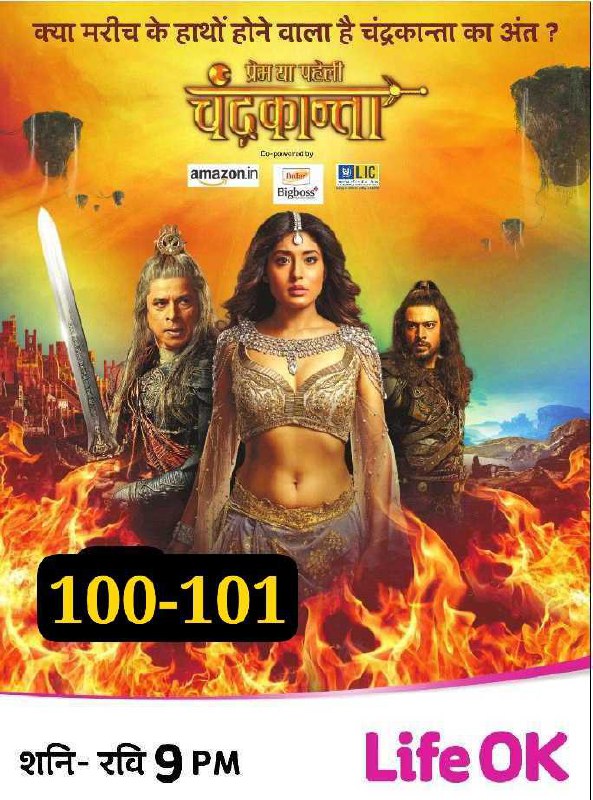 क्या मरीच के हाथों होने वाला है चंद्रकान्ता का अंत ?
प्रेम या पहेली
चंद्रकान्ता
Co-powered by
amazon.in
Bigboss
LIC
100-101
शनि- रवि 9 PM
Life OK